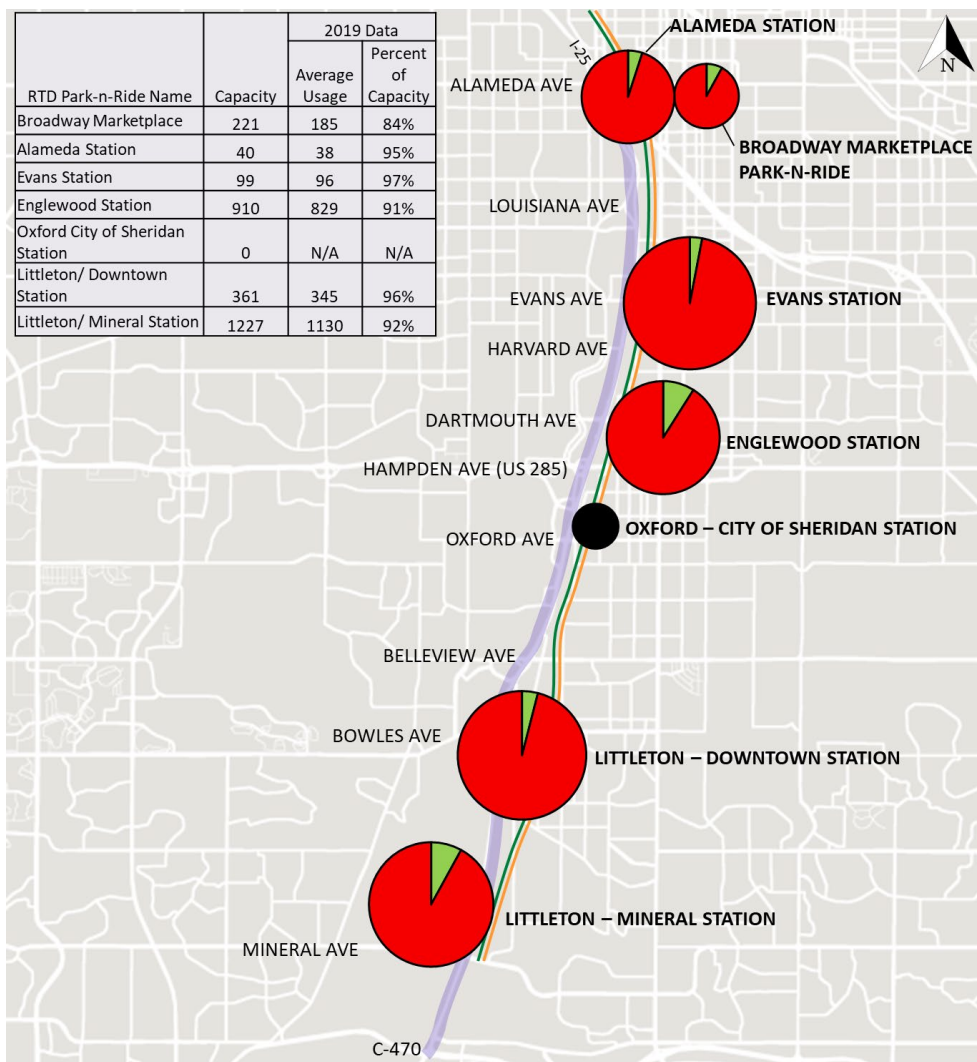 2019 Data
RTD Park-n-Ride Name Capacity Average Usage Percent of Capacity
Broadway Marketplace 221 185 84%
Alameda Station 40 38 95%
Evans Station 99 96 97%
Englewood Station 910 829 91%
Oxford City of Sheridan Station 0 N/A N/A
Littleton/ Downtown Station 361 345 96%
Littleton/ Mineral Station 1227 1130 92%
ALAMEDA STATION
I-25
N
ALAMEDA AVE
BROADWAY MARKETPLACE
PARK-N-RIDE
LOUISIANA AVE
EVANS AVE
EVANS STATION
HARVARD AVE
DARTMOUTH AVE
ENGLEWOOD STATION
HAMPDEN AVE (US 285)
OXFORD AVE
OXFORD – CITY OF SHERIDAN STATION
BELLEVIEW AVE
BOWLES AVE
LITTLETON – DOWNTOWN STATION
LITTLETON – MINERAL STATION
MINERAL AVE
C-470